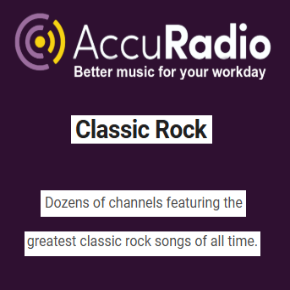 AccuRadio
Better music for your workday
Classic Rock
Dozens of channels featuring the
greatest classic rock songs of all time.